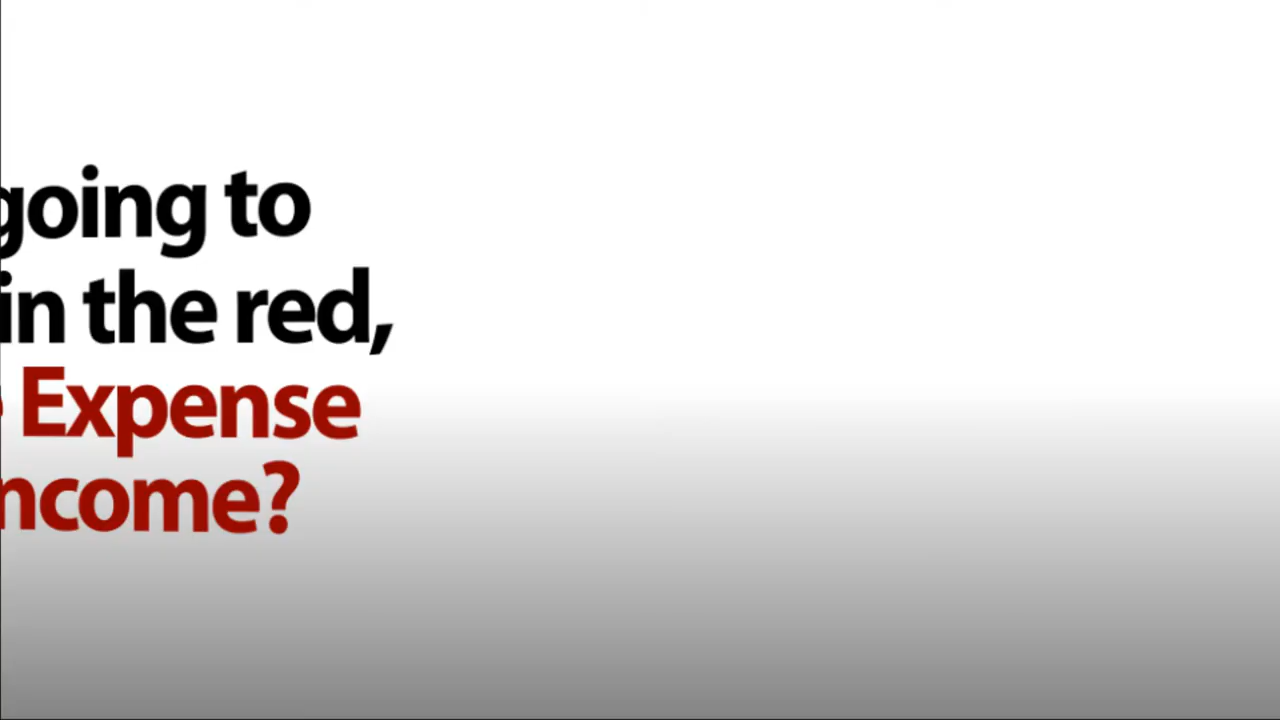 going to
in the red,
Expense
ncome?